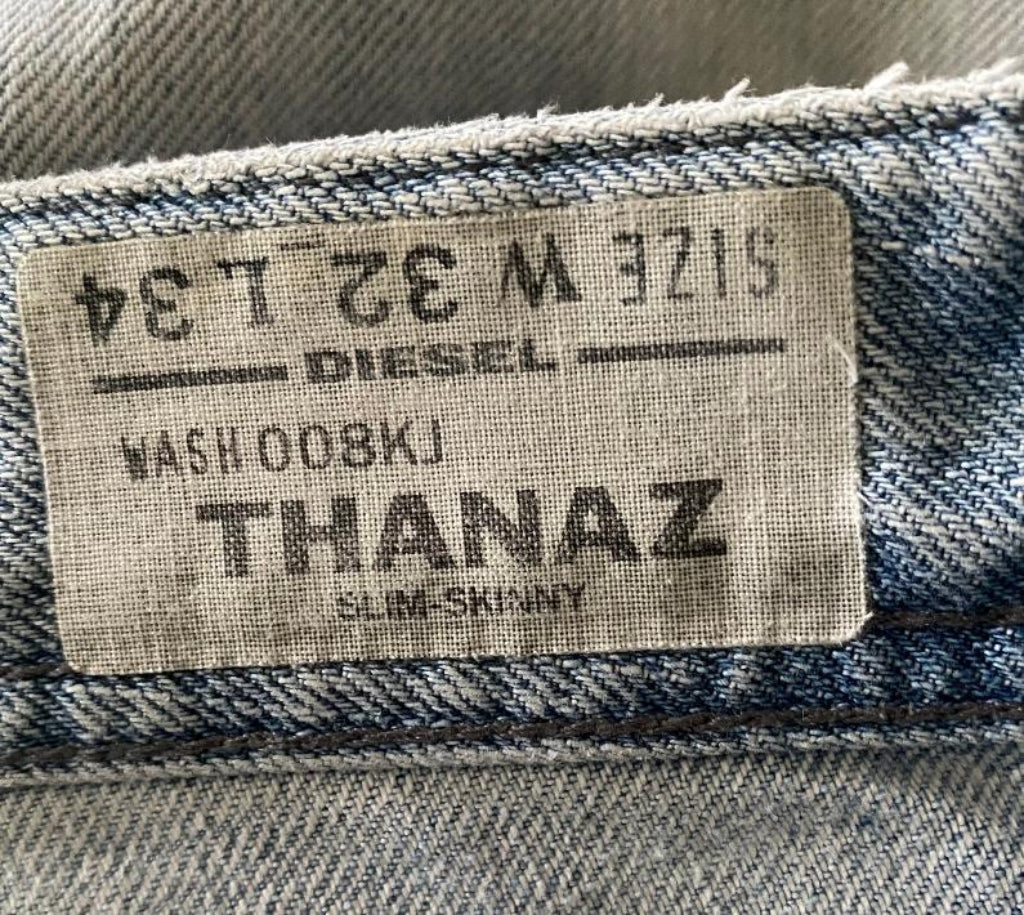 SIZE W 32 L 34
DIESEL
WASH 008KJ
THANAZ
SLIM-SKINNY